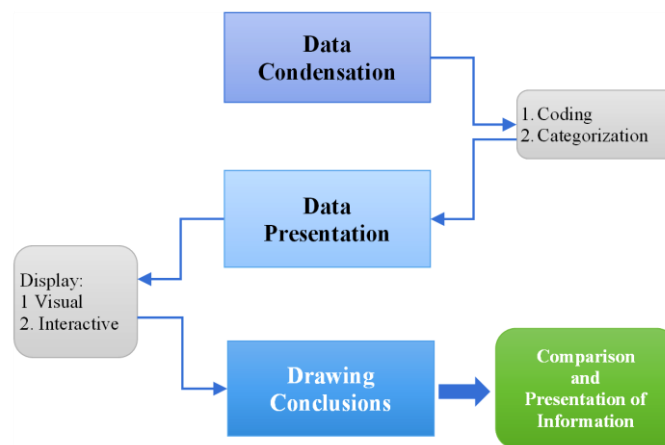 Data
Condensation
1. Coding
2. Categorization
Data
Presentation
Display:
1 Visual
2. Interactive
Drawing
Conclusions
Comparison
and
Presentation of
Information